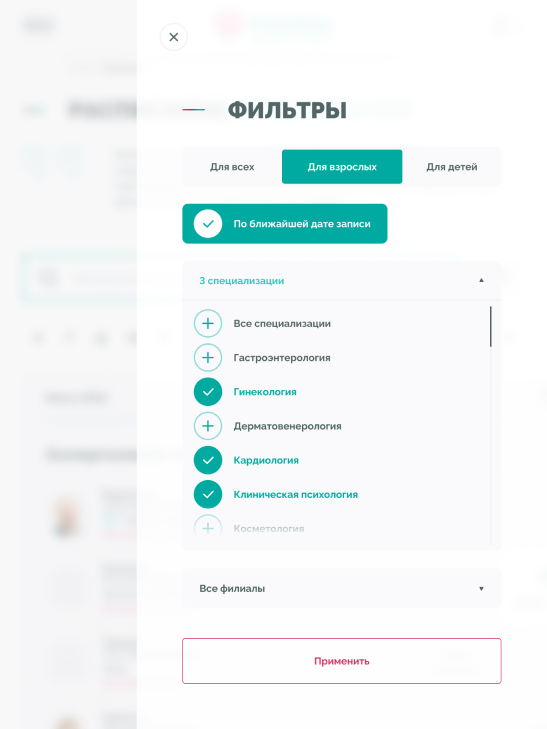 ФИЛЬТРЫ
Для всех
Для взрослых
Для детей
По ближайшей дате записи
3 специализации
Все специализации
Гастроэнтерология
Гинекология
Дерматовенерология
Кардиология
Клиническая психология
Косметология
Все филиалы
Применить